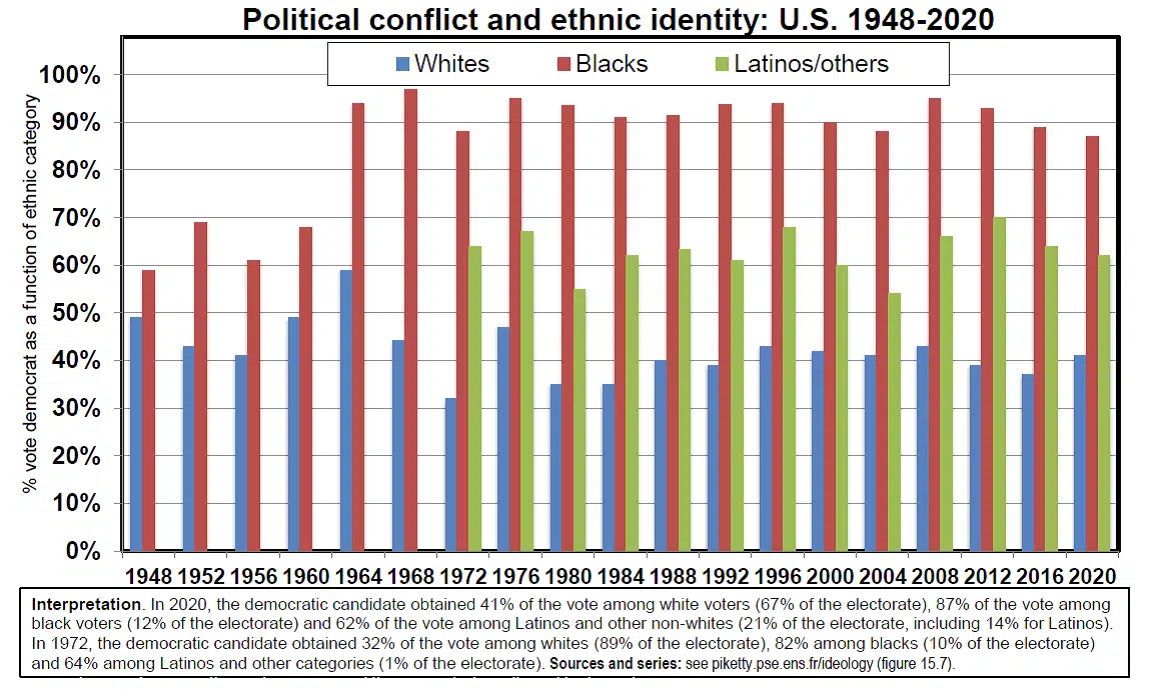 Political conflict and ethnic identity: U.S. 1948-2020
Whites Blacks Latinos/others
% vote democrat as a function of ethnic category
100%
90%
80%
70%
60%
50%
40%
30%
20%
10%
0%
1948 1952 1956 1960 1964 1968 1972 1976 1980 1984 1988 1992 1996 2000 2004 2008 2012 2016 2020
Interpretation. In 2020, the democratic candidate obtained 41% of the vote among white voters (67% of the electorate), 87% of the vote among
black voters (12% of the electorate) and 62% of the vote among Latinos and other non-whites (21% of the electorate, including 14% for Latinos).
In 1972, the democratic candidate obtained 32% of the vote among whites (89% of the electorate), 82% among blacks (10% of the electorate)
and 64% among Latinos and other categories (1% of the electorate). Sources and series: see piketty.pse.ens.fr/ideology (figure 15.7).